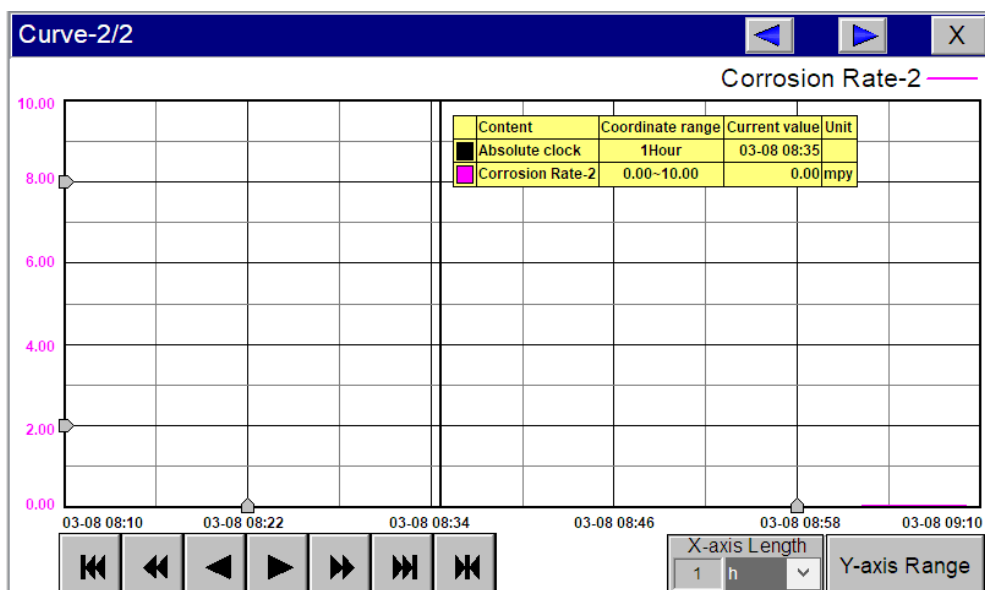 Curve-2/2 X
Corrosion Rate-2
10.00
Content Coordinate range Current value Unit
Absolute clock 1Hour 03-08 08:35
Corrosion Rate-2 0.00~10.00 0.00 mpy
8.00
6.00
4.00
2.00
0.00
03-08 08:10 03-08 08:22 03-08 08:34 03-08 08:46 03-08 08:58 03-08 09:10
X-axis Length
1 h
Y-axis Range